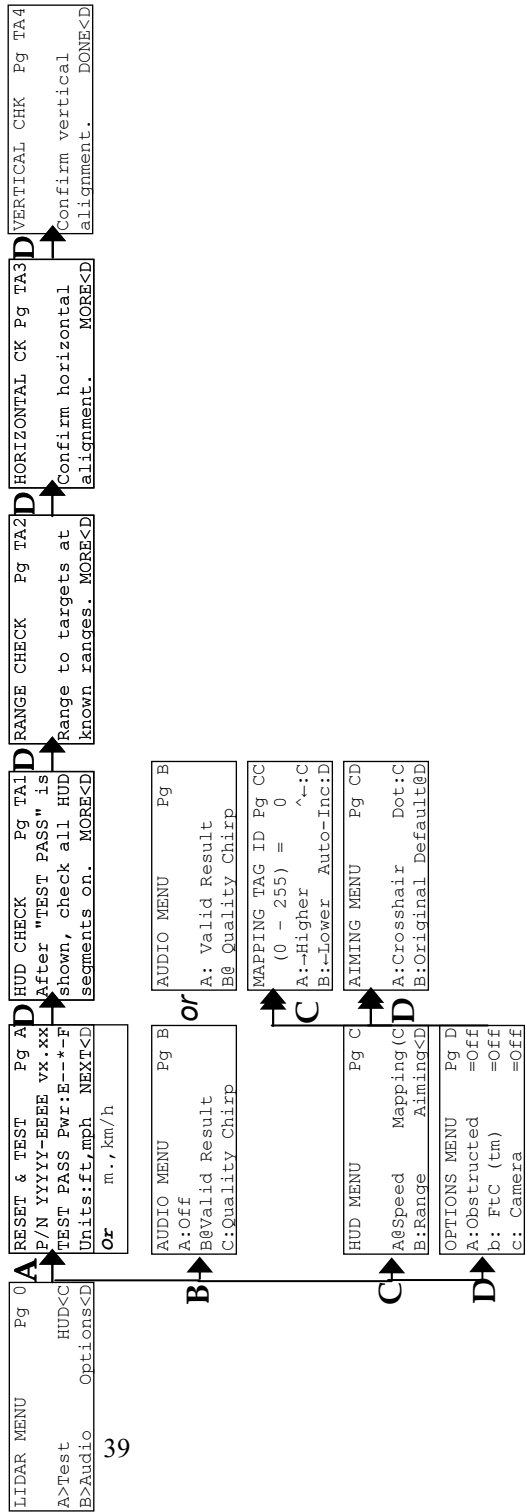 LIDAR MENU Pg 0
A>Test HUD<C
B>Audio Options<D
A
RESET & TEST Pg A
P/N YYYYY-EEEE vx.xx
TEST PASS Pwr:E--*-F
Units:ft,mph NEXT<D
or m.,km/h
D
HUD CHECK Pg TA1
After "TEST PASS" is
shown, check all HUD
segments on. MORE<D
D
RANGE CHECK Pg TA2
Range to targets at
known ranges. MORE<D
D
HORIZONTAL CK Pg TA3
Confirm horizontal
alignment. MORE<D
D
VERTICAL CHK Pg TA4
Confirm vertical
alignment. DONE<D
B
AUDIO MENU Pg B
A:Off
B@Valid Result
C:Quality Chirp
or
AUDIO MENU Pg B
A: Valid Result
B@ Quality Chirp
C
HUD MENU Pg C
A@Speed Mapping(C
B:Range Aiming<D
C
MAPPING TAG ID Pg CC
(0 - 255) = 0
A:→Higher ^←:C
B:←Lower Auto-Inc:D
D
AIMING MENU Pg CD
A:Crosshair Dot:C
B:Original Default@D
D
OPTIONS MENU Pg D
A:Obstructed =Off
b: FtC (tm) =Off
c: Camera =Off
39